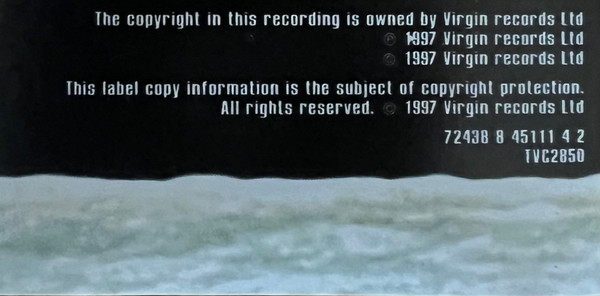 The copyright in this recording is owned by Virgin records Ltd
℗ 1997 Virgin records Ltd
© 1997 Virgin records Ltd
This label copy information is the subject of copyright protection.
All rights reserved. © 1997 Virgin records Ltd
72438 8 45111 4 2
TVC2850